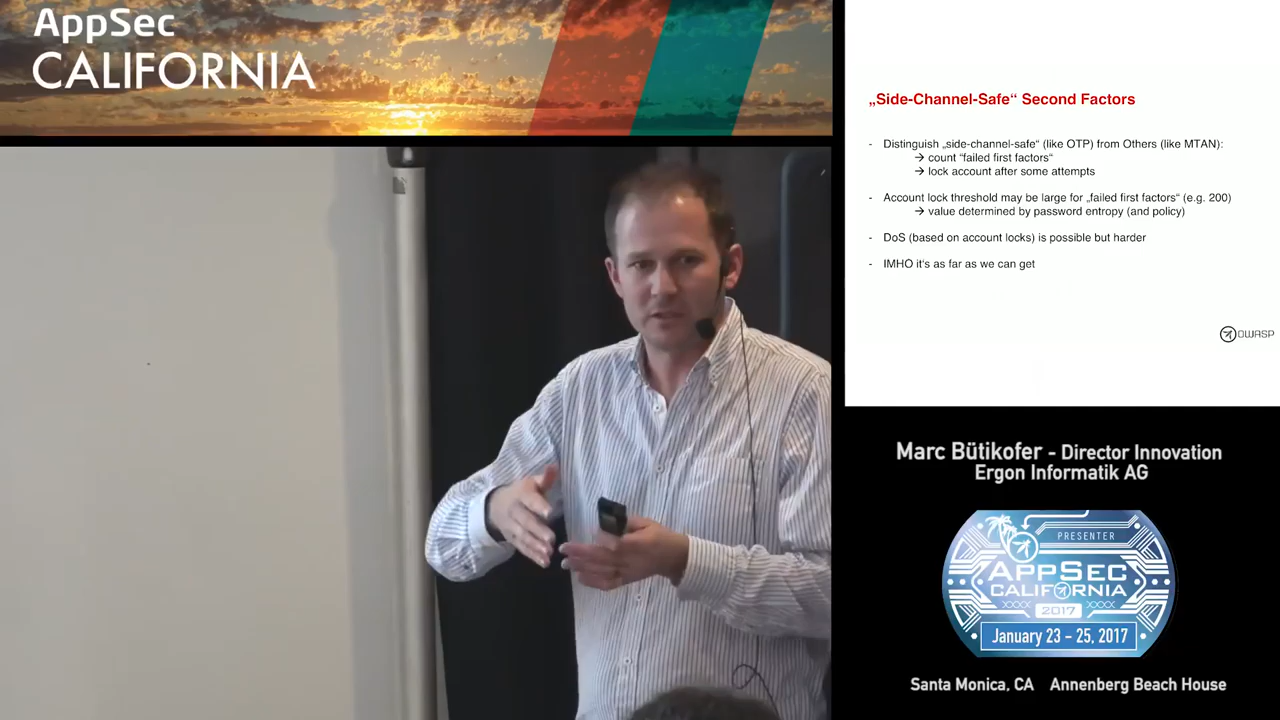 AppSec
CALIFORNIA
„Side-Channel-Safe“ Second Factors
- Distinguish „side-channel-safe“ (like OTP) from Others (like MTAN):
→ count “failed first factors“
→ lock account after some attempts
- Account lock threshold may be large for „failed first factors“ (e.g. 200)
→ value determined by password entropy (and policy)
- DoS (based on account locks) is possible but harder
- IMHO it‘s as far as we can get
OWASP
Marc Bütikofer - Director Innovation
Ergon Informatik AG
PRESENTER
APPSEC
CALIFORNIA
2017
January 23 - 25, 2017
Santa Monica, CA Annenberg Beach House